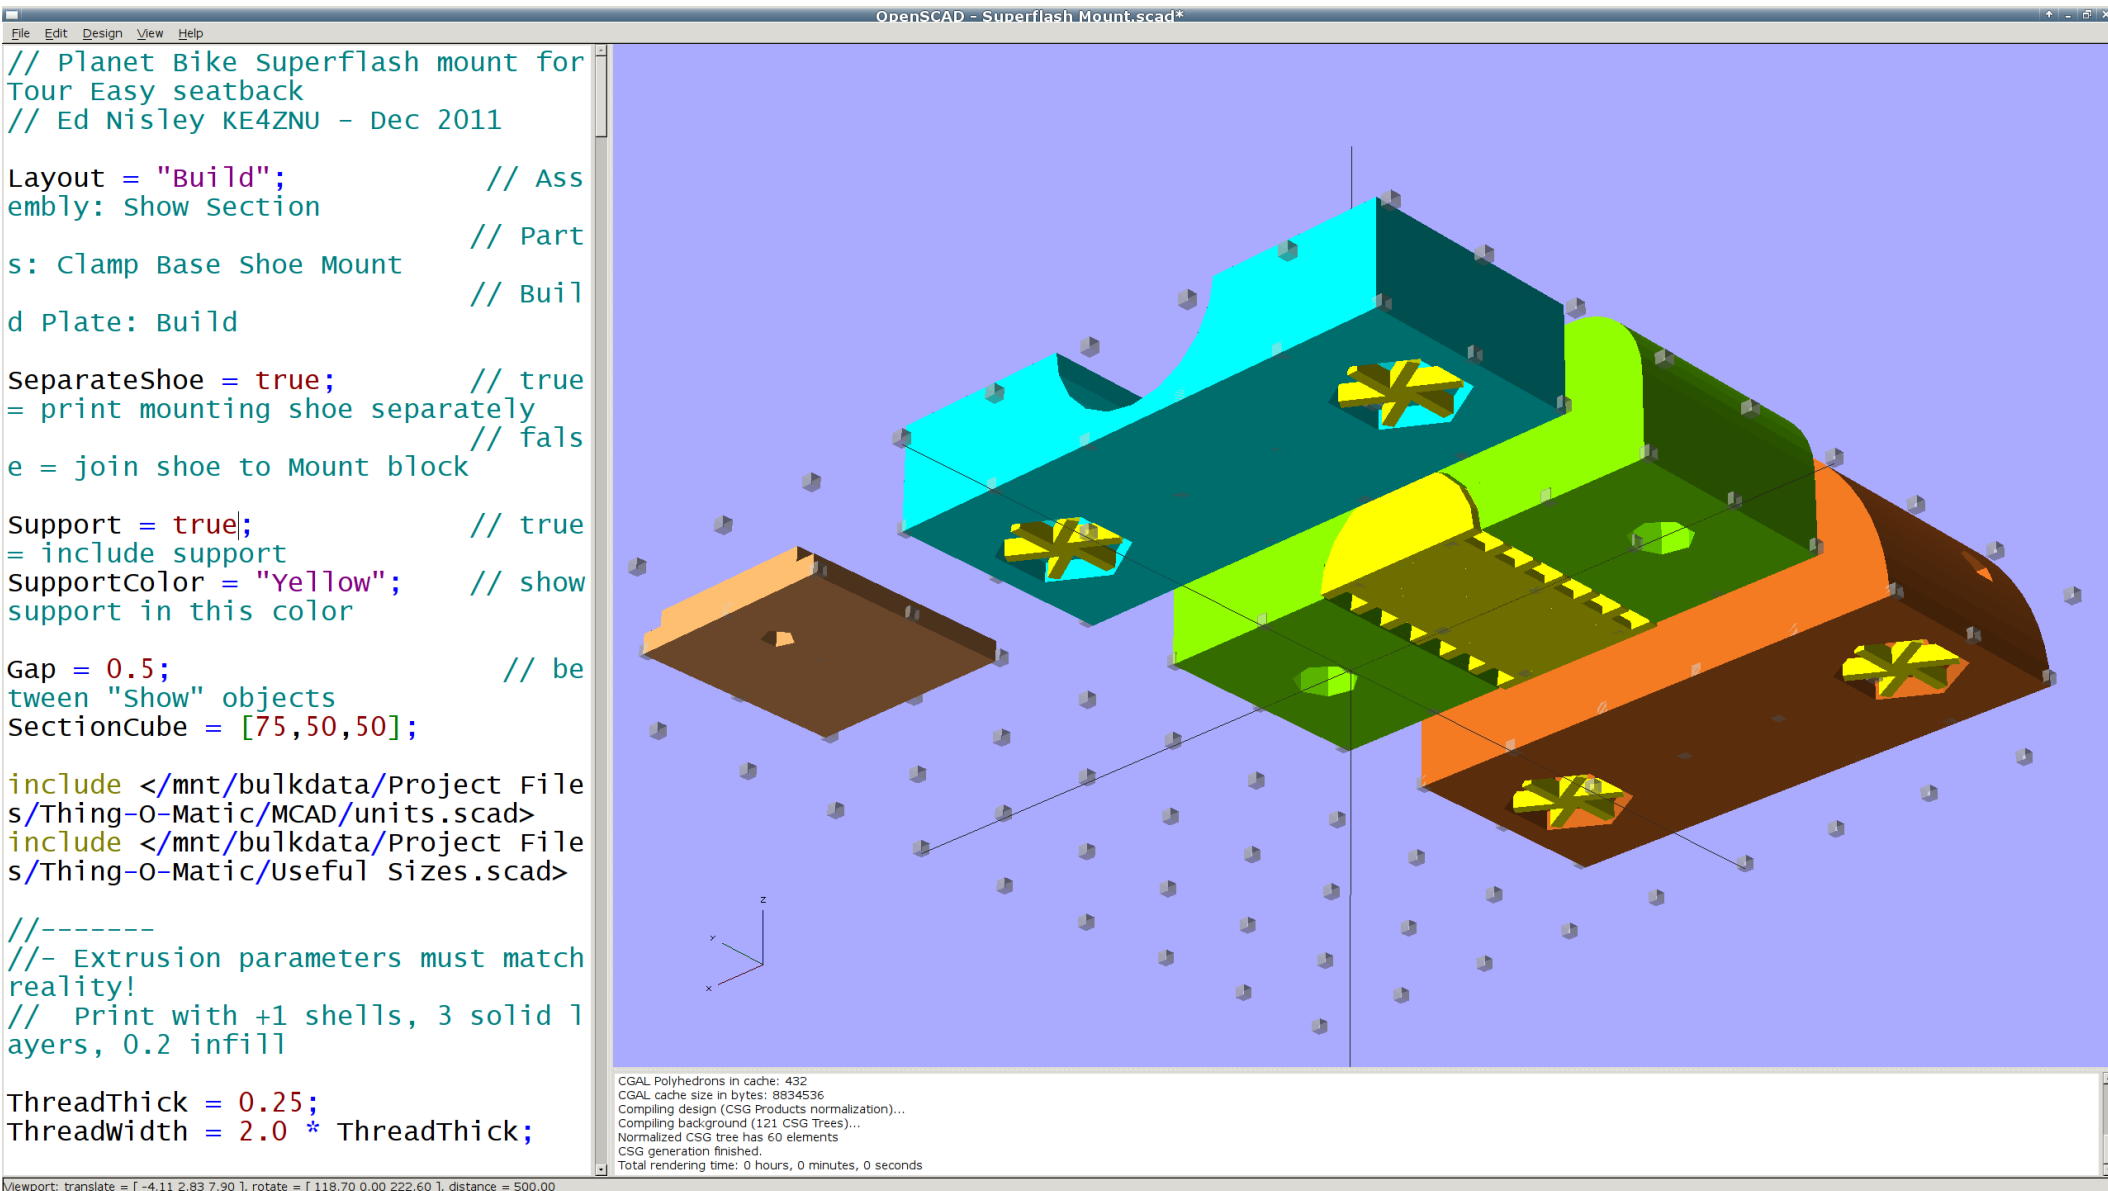 OpenSCAD - Superflash Mount.scad*
File Edit Design View Help
// Planet Bike Superflash mount for
Tour Easy seatback
// Ed Nisley KE4ZNU - Dec 2011
Layout = "Build"; // Ass
embly: Show Section
// Part
s: Clamp Base Shoe Mount
// Buil
d Plate: Build
SeparateShoe = true; // true
= print mounting shoe separately
// fals
e = join shoe to Mount block
Support = true; // true
= include support
SupportColor = "Yellow"; // show
support in this color
Gap = 0.5; // be
tween "Show" objects
SectionCube = [75,50,50];
include </mnt/bulkdata/Project File
s/Thing-O-Matic/MCAD/units.scad>
include </mnt/bulkdata/Project File
s/Thing-O-Matic/Useful Sizes.scad>
//-------
//- Extrusion parameters must match
reality!
//  Print with +1 shells, 3 solid l
ayers, 0.2 infill
ThreadThick = 0.25;
ThreadWidth = 2.0 * ThreadThick;
z
y
x
CGAL Polyhedrons in cache: 432
CGAL cache size in bytes: 8834536
Compiling design (CSG Products normalization)...
Compiling background (121 CSG Trees)...
Normalized CSG tree has 60 elements
CSG generation finished.
Total rendering time: 0 hours, 0 minutes, 0 seconds
Viewport: translate = [ -4.11 2.83 7.90 ], rotate = [ 118.70 0.00 222.60 ], distance = 500.00